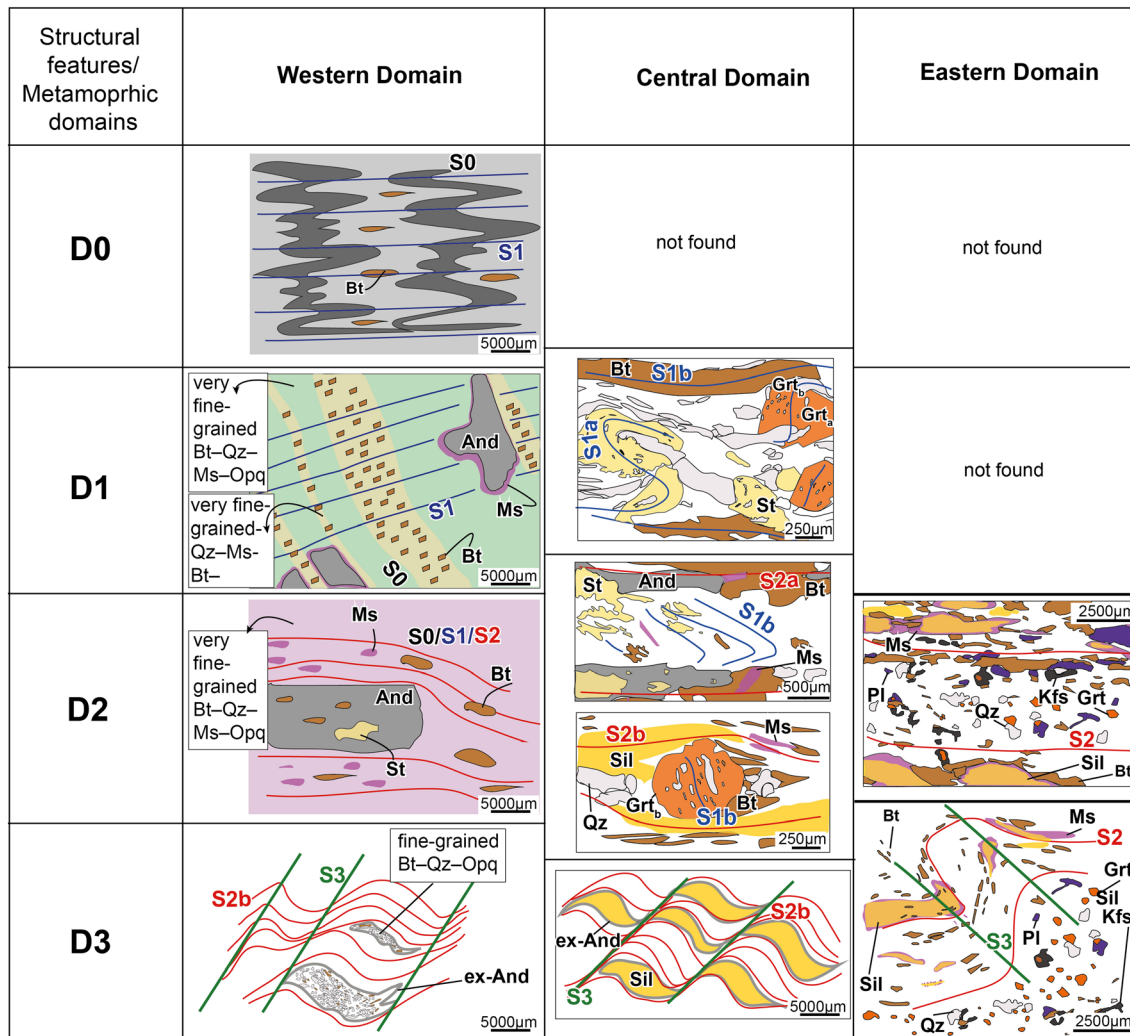 Structural
features/
Metamoprhic
domains
Western Domain
Central Domain
Eastern Domain
D0
S0
S1
Bt
5000µm
not found
not found
D1
very
fine-
grained
Bt–Qz–
Ms–Opq
very fine-
grained-
Qz–Ms-
Bt–
And
Ms
S1
Bt
S0
5000µm
Bt
S1b
Grtb
Grta
S1a
St
250µm
not found
D2
very
fine-
grained
Bt–Qz–
Ms–Opq
Ms
S0/S1/S2
Bt
And
St
5000µm
St
And
S2a
Bt
S1b
Ms
500µm
S2b
Ms
Sil
Grtb
Bt
Qz
S1b
250µm
2500µm
Ms
Pl
Kfs
Grt
Qz
S2
Sil
Bt
D3
fine-grained
Bt–Qz–Opq
S3
S2b
ex-And
5000µm
S2b
ex-And
Sil
S3
5000µm
Bt
Ms
S2
Grt
Sil
Kfs
Pl
S3
Sil
Qz
2500µm